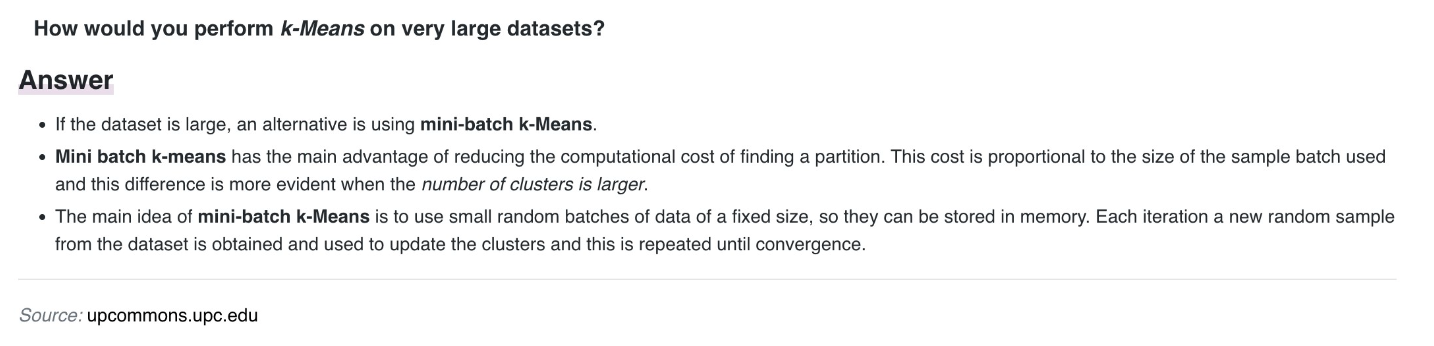 How would you perform k-Means on very large datasets?
Answer
• If the dataset is large, an alternative is using mini-batch k-Means.
• Mini batch k-means has the main advantage of reducing the computational cost of finding a partition. This cost is proportional to the size of the sample batch used
and this difference is more evident when the number of clusters is larger.
• The main idea of mini-batch k-Means is to use small random batches of data of a fixed size, so they can be stored in memory. Each iteration a new random sample
from the dataset is obtained and used to update the clusters and this is repeated until convergence.
Source: upcommons.upc.edu